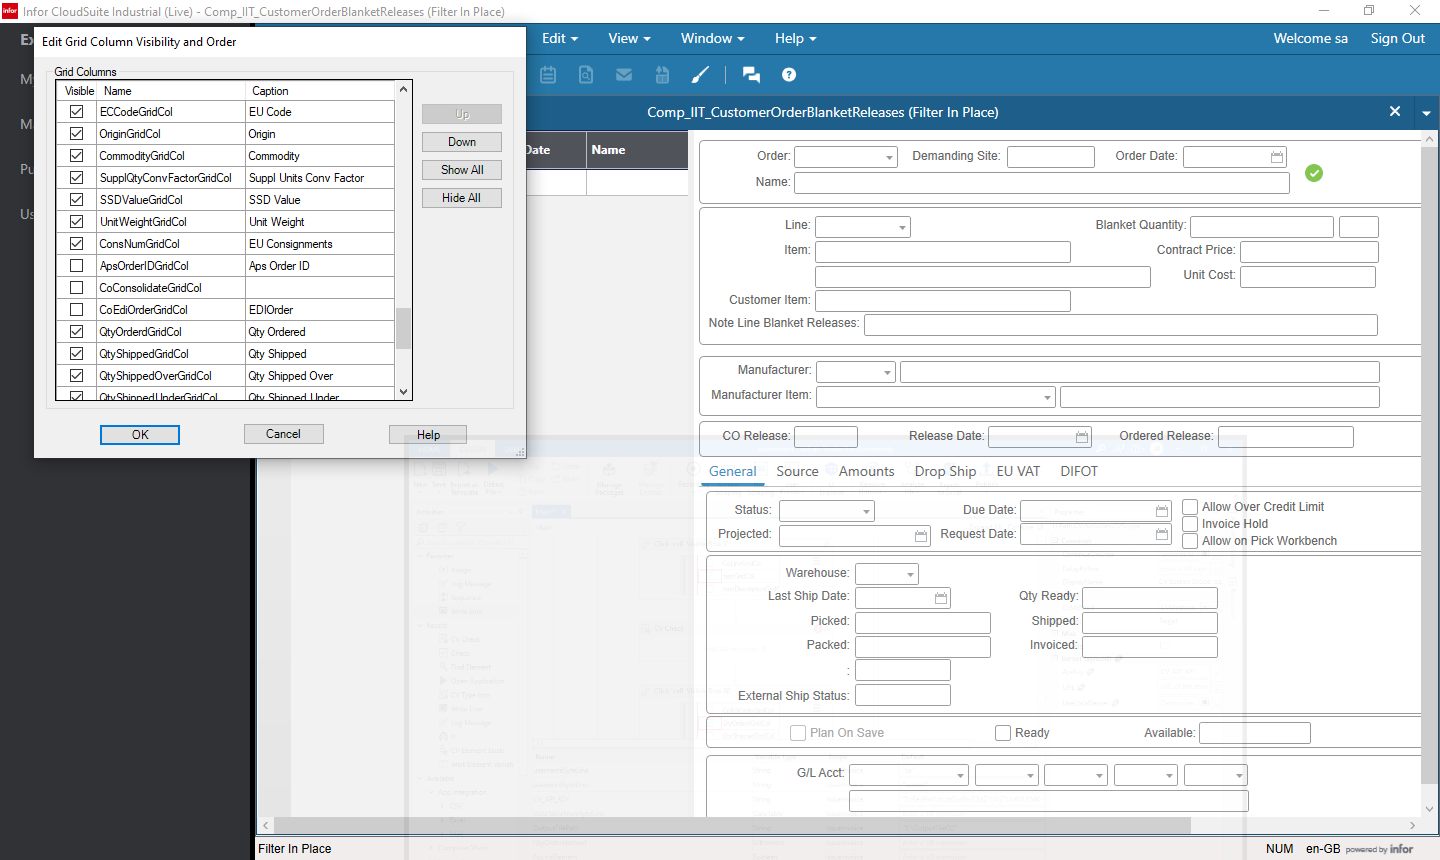 infor Infor CloudSuite Industrial (Live) - Comp_IIT_CustomerOrderBlanketReleases (Filter In Place)
Edit Grid Column Visibility and Order
Edit View Window Help Welcome sa Sign Out
Grid Columns
Visible Name Caption
ECCodeGridCol EU Code
OriginGridCol Origin
CommodityGridCol Commodity
SupplQtyConvFactorGridCol Suppl Units Conv Factor
SSDValueGridCol SSD Value
UnitWeightGridCol Unit Weight
ConsNumGridCol EU Consignments
ApsOrderIDGridCol Aps Order ID
CoConsolidateGridCol
CoEdiOrderGridCol EDIOrder
QtyOrderdGridCol Qty Ordered
QtyShippedGridCol Qty Shipped
QtyShippedOverGridCol Qty Shipped Over
QtyShippedUnderGridCol Qty Shipped Under
Up
Down
Show All
Hide All
OK Cancel Help
Comp_IIT_CustomerOrderBlanketReleases (Filter In Place)
Date Name
Order: Demanding Site: Order Date:
Name:
Line: Blanket Quantity:
Item: Contract Price:
Unit Cost:
Customer Item:
Note Line Blanket Releases:
Manufacturer:
Manufacturer Item:
CO Release: Release Date: Ordered Release:
General Source Amounts Drop Ship EU VAT DIFOT
Status: Due Date: Allow Over Credit Limit
Invoice Hold
Projected: Request Date: Allow on Pick Workbench
Warehouse:
Last Ship Date: Qty Ready:
Picked: Shipped:
Packed: Invoiced:
:
External Ship Status:
Plan On Save Ready Available:
G/L Acct:
Filter In Place NUM en-GB powered by infor